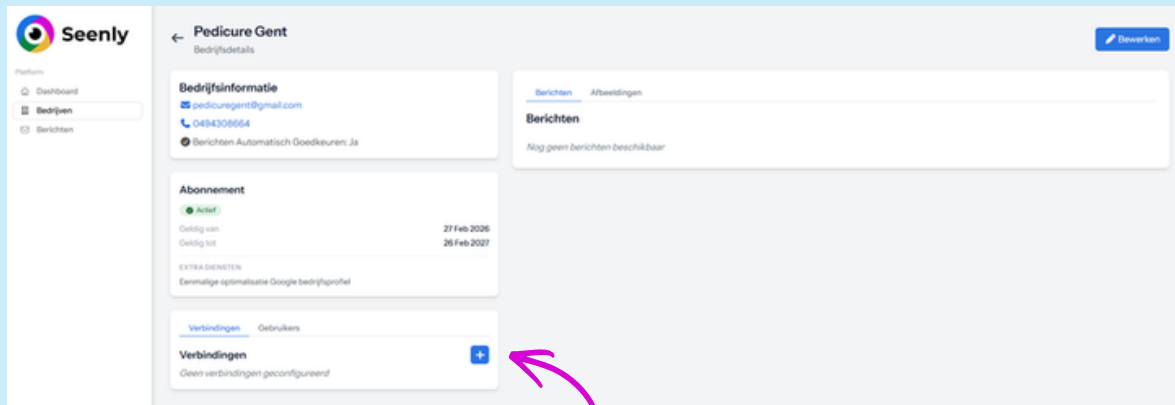 Seenly
Platform
Dashboard
Bedrijven
Berichten
Pedicure Gent
Bedrijfsdetails
Bewerken
Bedrijfsinformatie
pedicuregent@gmail.com
0494308664
Berichten Automatisch Goedkeuren: Ja
Abonnement
Actief
Geldig van 27 Feb 2026
Geldig tot 26 Feb 2027
EXTRA DIENSTEN
Eenmalige optimalisatie Google bedrijfsprofiel
Verbindingen Gebruikers
Verbindingen
Geen verbindingen geconfigureerd
Berichten Afbeeldingen
Berichten
Nog geen berichten beschikbaar